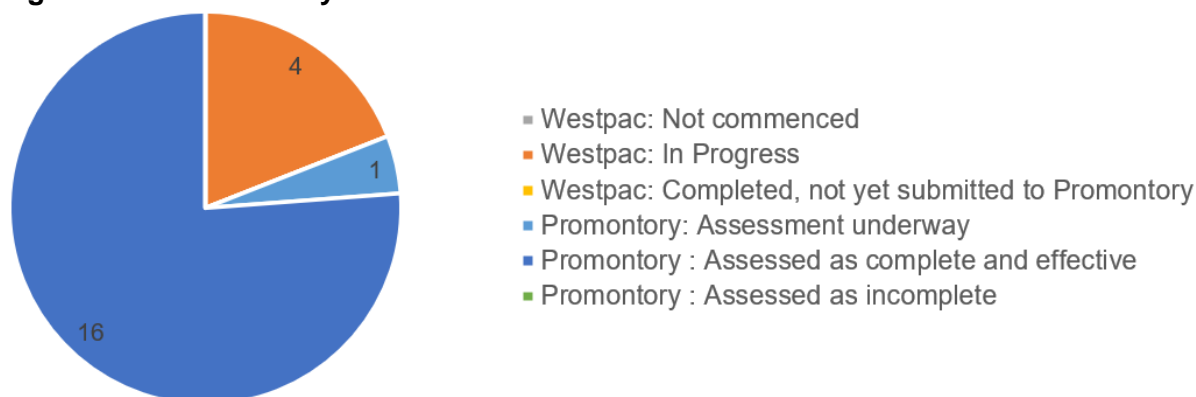 4
1
16
Westpac: Not commenced
Westpac: In Progress
Westpac: Completed, not yet submitted to Promontory
Promontory: Assessment underway
Promontory : Assessed as complete and effective
Promontory : Assessed as incomplete